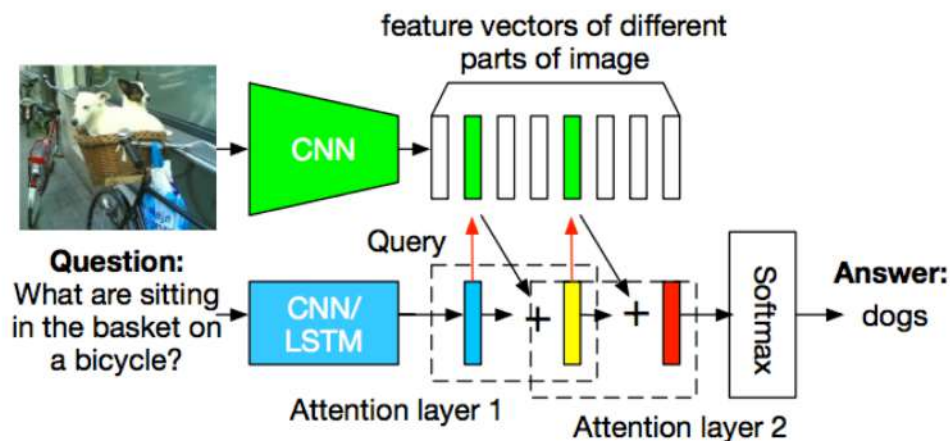 feature vectors of different
parts of image
CNN
Query
Question:
What are sitting
in the basket on
a bicycle?
CNN/
LSTM
+
+
Softmax
Answer:
dogs
Attention layer 1
Attention layer 2